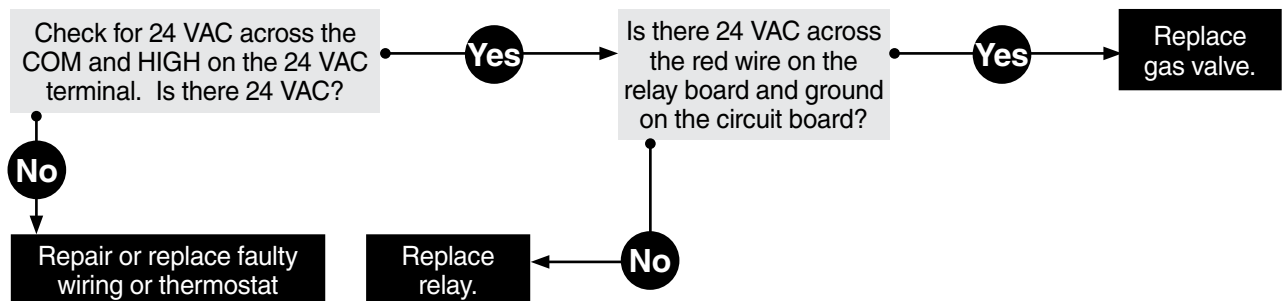 Check for 24 VAC across the
COM and HIGH on the 24 VAC
terminal. Is there 24 VAC?
Yes
Is there 24 VAC across
the red wire on the
relay board and ground
on the circuit board?
Yes
Replace
gas valve.
No
Repair or replace faulty
wiring or thermostat
No
Replace
relay.